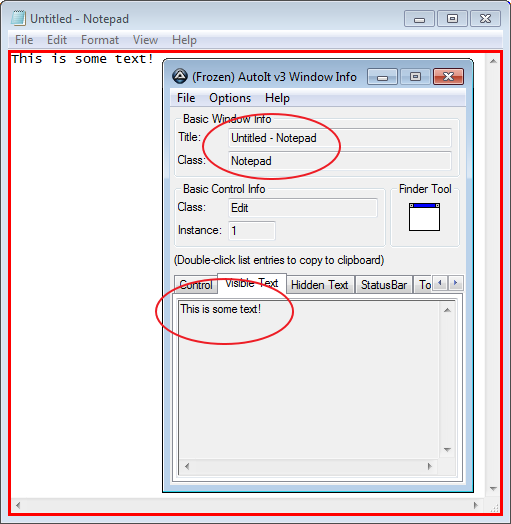 Untitled - Notepad
File Edit Format View Help
This is some text!
(Frozen) AutoIt v3 Window Info
File Options Help
Basic Window Info
Title: Untitled - Notepad
Class: Notepad
Basic Control Info
Finder Tool
Class: Edit
Instance: 1
(Double-click list entries to copy to clipboard)
Control Visible Text Hidden Text StatusBar To
This is some text!